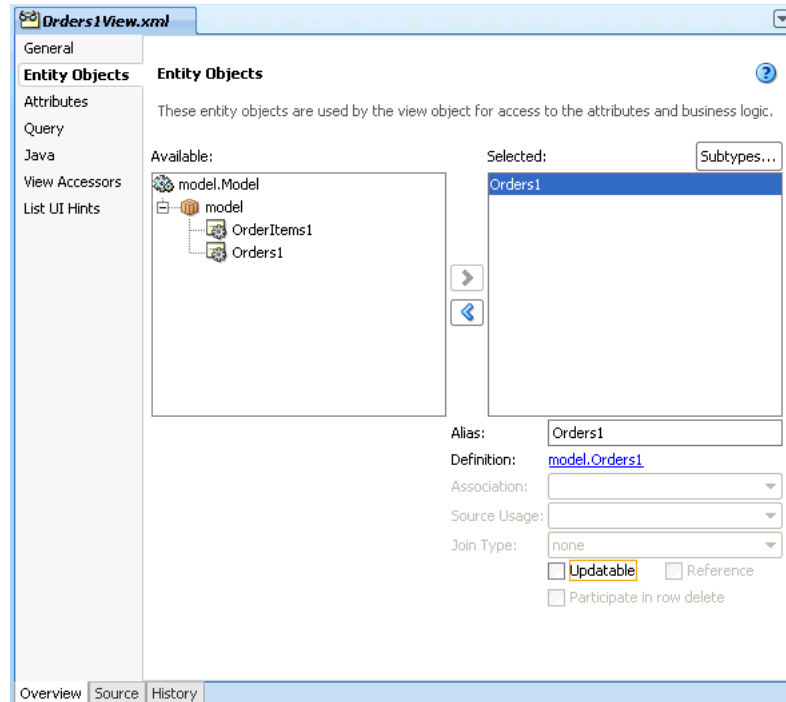 Orders1View.xml
General
Entity Objects
Attributes
Query
Java
View Accessors
List UI Hints
Entity Objects
These entity objects are used by the view object for access to the attributes and business logic.
Available:
Selected:
Subtypes...
model.Model
model
OrderItems1
Orders1
Orders1
Alias:
Orders1
Definition:
model.Orders1
Association:
Source Usage:
Join Type:
none
Updatable
Reference
Participate in row delete
Overview
Source
History